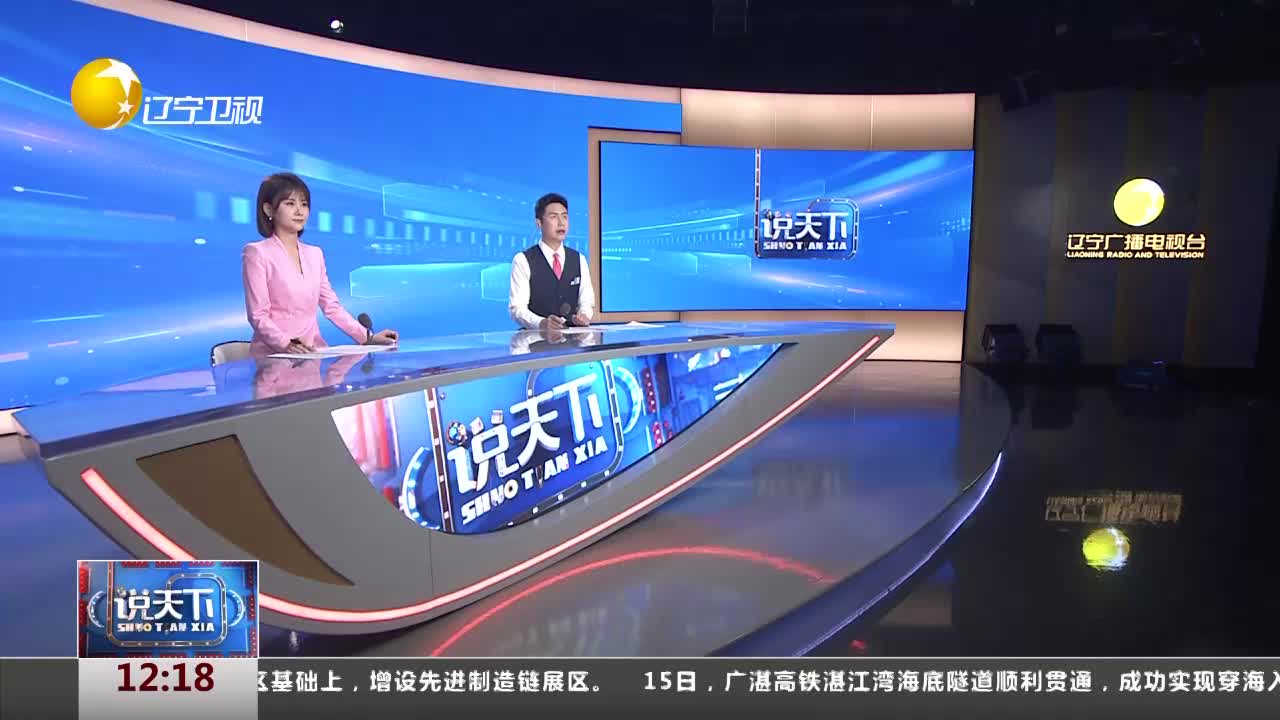 辽宁卫视
说天下
SHUO TIAN XIA
辽宁广播电视台
LIAONING RADIO AND TELEVISION
说天下
SHUO TIAN XIA
说天下
SHUO TIAN XIA
12:18
区基础上，增设先进制造链展区。 15日，广湛高铁湛江湾海底隧道顺利贯通，成功实现穿海入